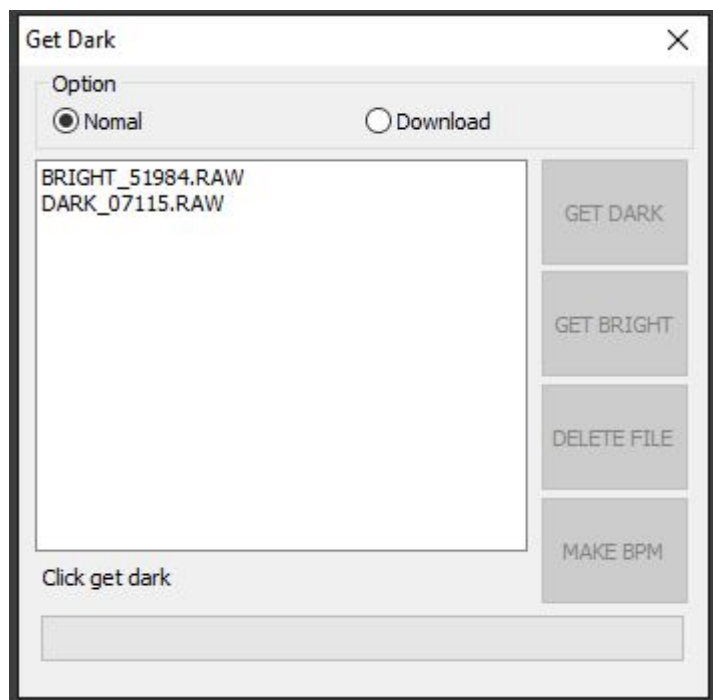 Get Dark
Option
Nomal
Download
BRIGHT_51984.RAW
DARK_07115.RAW
GET DARK
GET BRIGHT
DELETE FILE
MAKE BPM
Click get dark